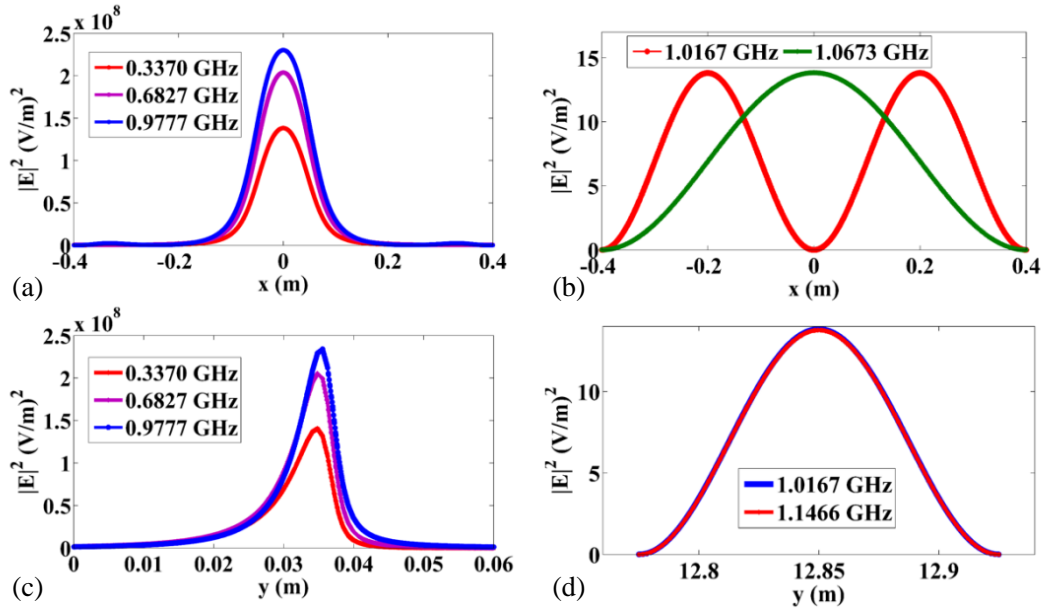 x 10^8
2.5
2
1.5
1
0.5
0
|E|^2 (V/m)^2
0.3370 GHz
0.6827 GHz
0.9777 GHz
-0.4 -0.2 0 0.2 0.4
x (m)
(a)
15
10
5
0
|E|^2 (V/m)^2
1.0167 GHz 1.0673 GHz
-0.4 -0.2 0 0.2 0.4
x (m)
(b)
x 10^8
2.5
2
1.5
1
0.5
0
|E|^2 (V/m)^2
0.3370 GHz
0.6827 GHz
0.9777 GHz
0 0.01 0.02 0.03 0.04 0.05 0.06
y (m)
(c)
10
5
0
|E|^2 (V/m)^2
1.0167 GHz
1.1466 GHz
12.8 12.85 12.9
y (m)
(d)